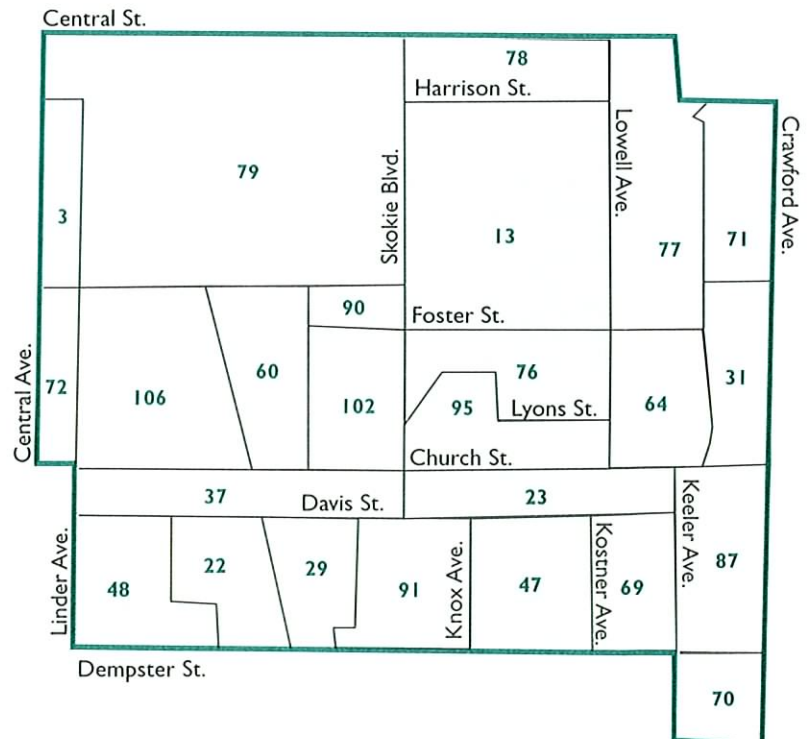 Central St.
78
Harrison St.
Skokie Blvd.
Lowell Ave.
Crawford Ave.
79
3
13
77
71
90
Foster St.
Central Ave.
72
106
60
102
76
95
Lyons St.
64
31
Church St.
37
Davis St.
23
Linder Ave.
48
22
29
91
Knox Ave.
47
Kostner Ave.
69
Keeler Ave.
87
Dempster St.
70